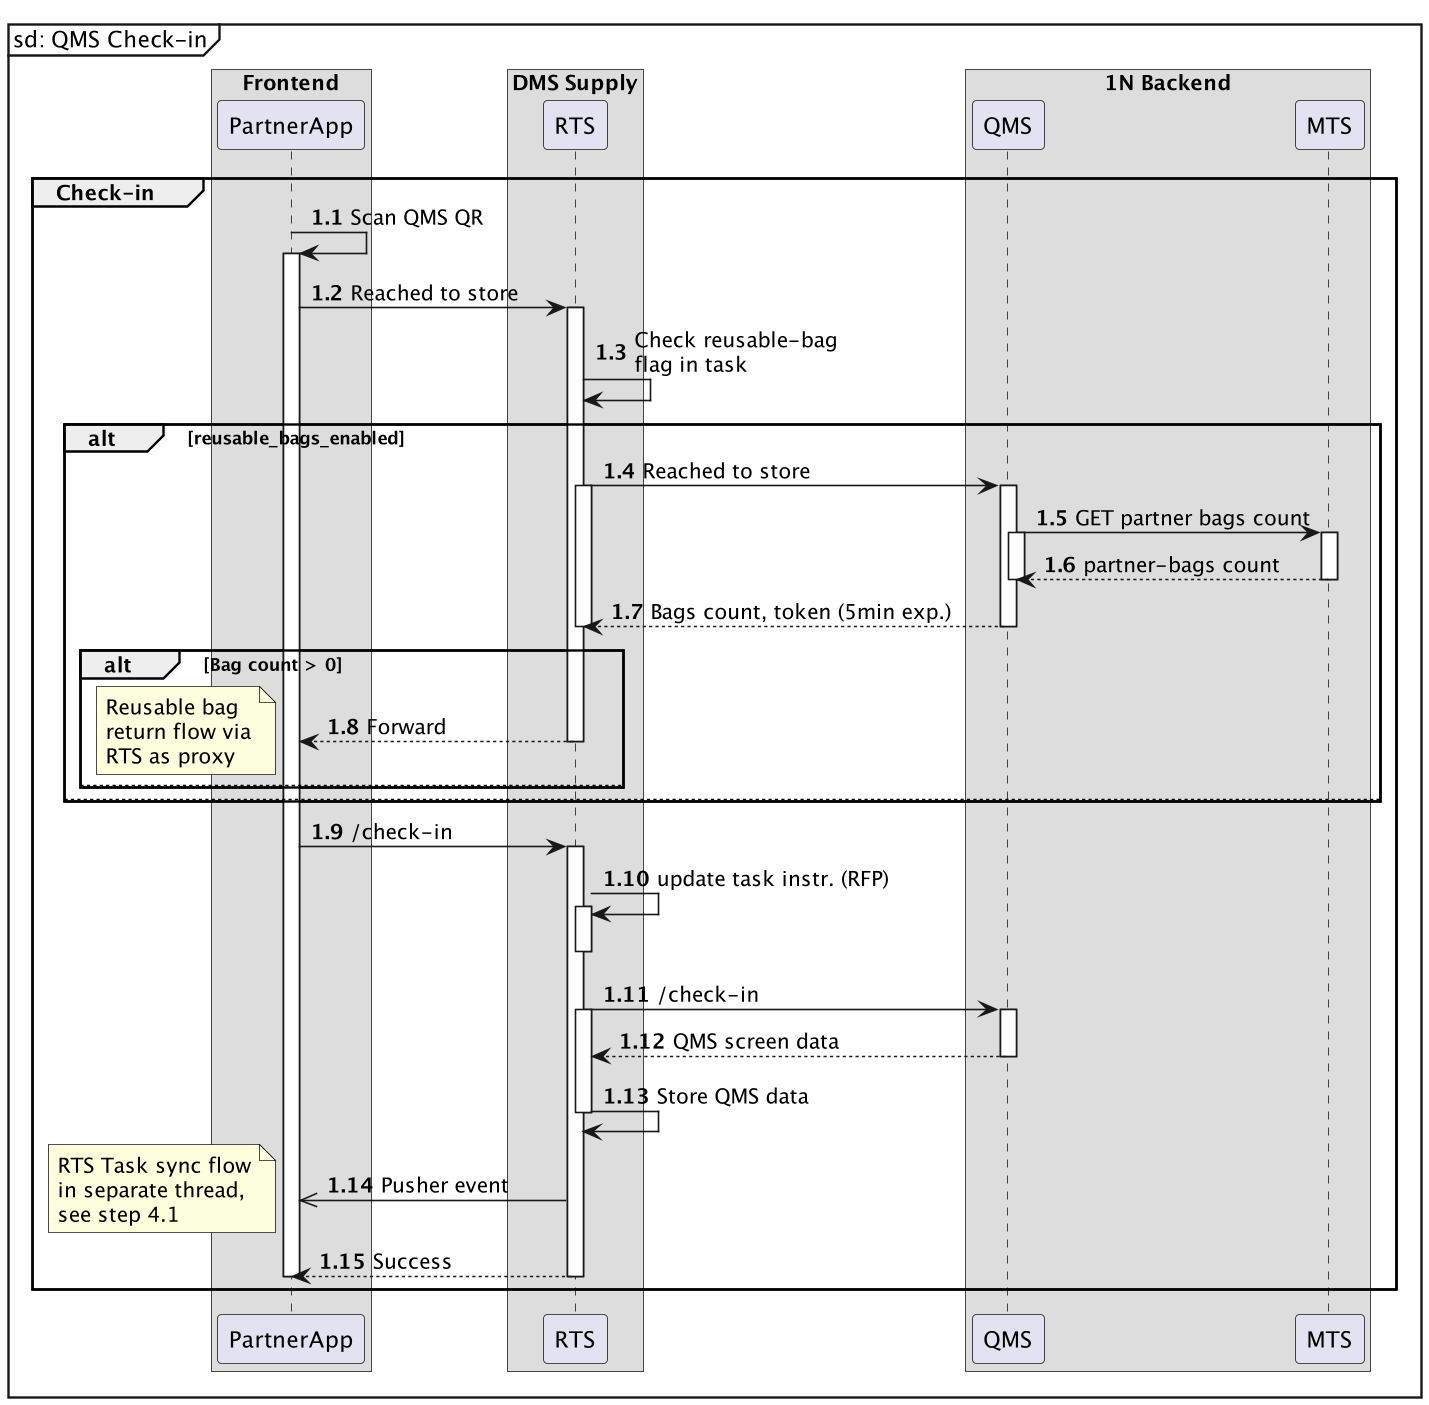 sd: QMS Check-in
Frontend
DMS Supply
1N Backend
PartnerApp
RTS
QMS
MTS
Check-in
1.1 Scan QMS QR
1.2 Reached to store
1.3 Check reusable-bag
flag in task
alt [reusable_bags_enabled]
1.4 Reached to store
1.5 GET partner bags count
1.6 partner-bags count
1.7 Bags count, token (5min exp.)
alt [Bag count > 0]
Reusable bag
return flow via
RTS as proxy
1.8 Forward
1.9 /check-in
1.10 update task instr. (RFP)
1.11 /check-in
1.12 QMS screen data
1.13 Store QMS data
RTS Task sync flow
in separate thread,
see step 4.1
1.14 Pusher event
1.15 Success
PartnerApp
RTS
QMS
MTS